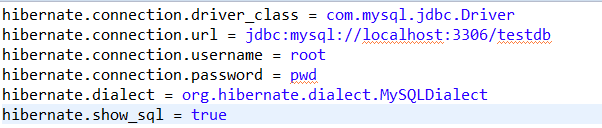 hibernate.connection.driver_class = com.mysql.jdbc.Driver
hibernate.connection.url = jdbc:mysql://localhost:3306/testdb
hibernate.connection.username = root
hibernate.connection.password = pwd
hibernate.dialect = org.hibernate.dialect.MySQLDialect
hibernate.show_sql = true